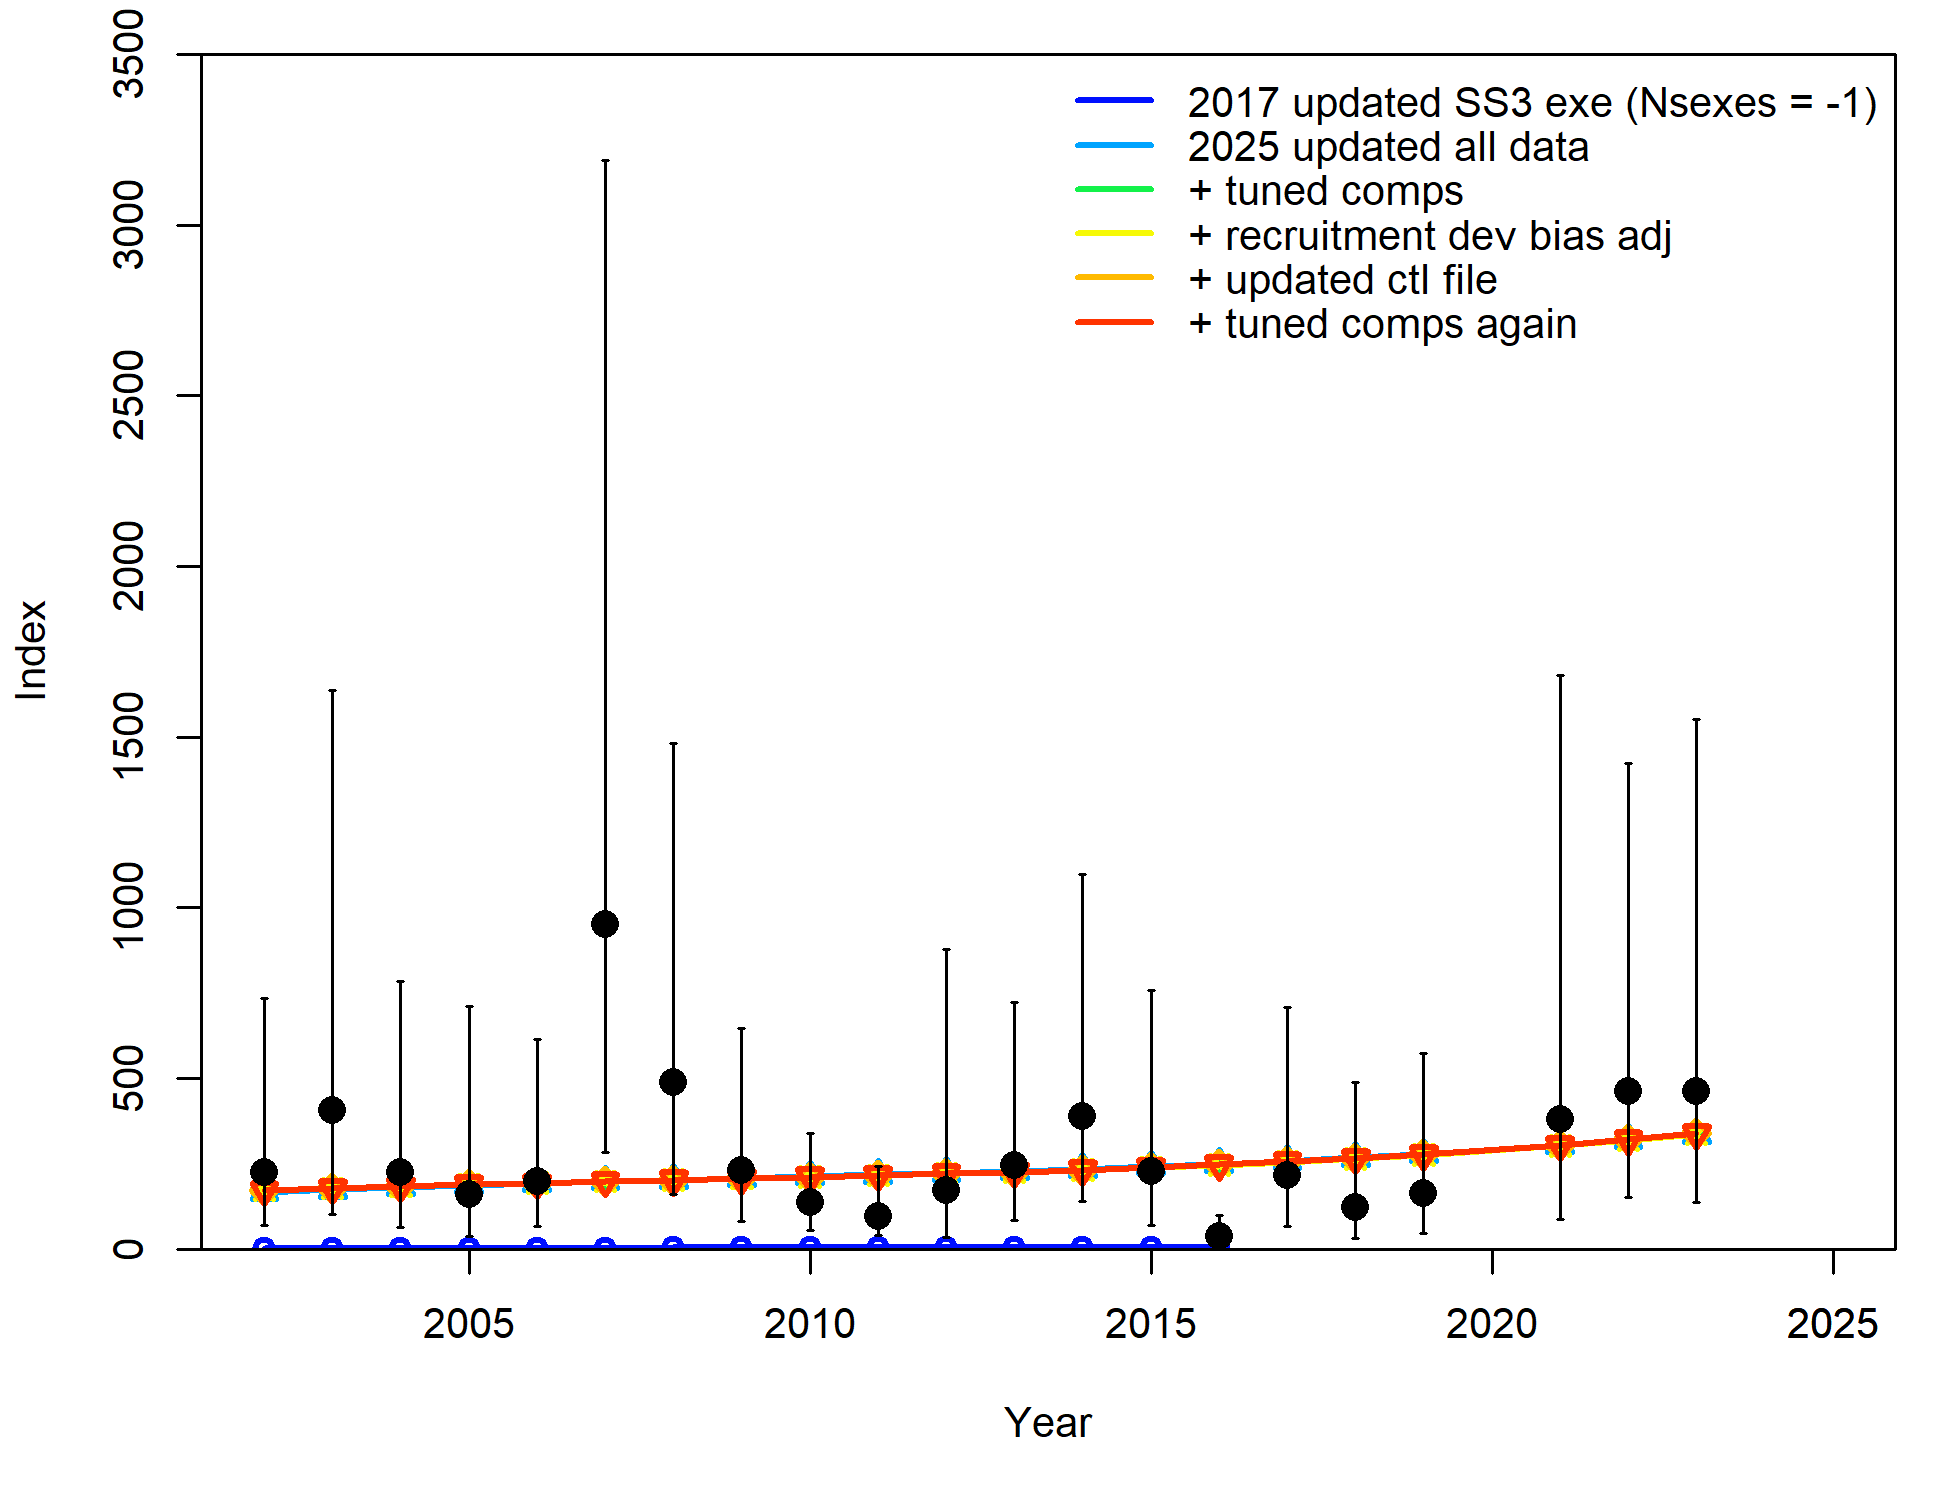 3500
3000
2500
2000
1500
1000
500
0
Index
2017 updated SS3 exe (Nsexes = -1)
2025 updated all data
+ tuned comps
+ recruitment dev bias adj
+ updated ctl file
+ tuned comps again
2005 2010 2015 2020 2025
Year